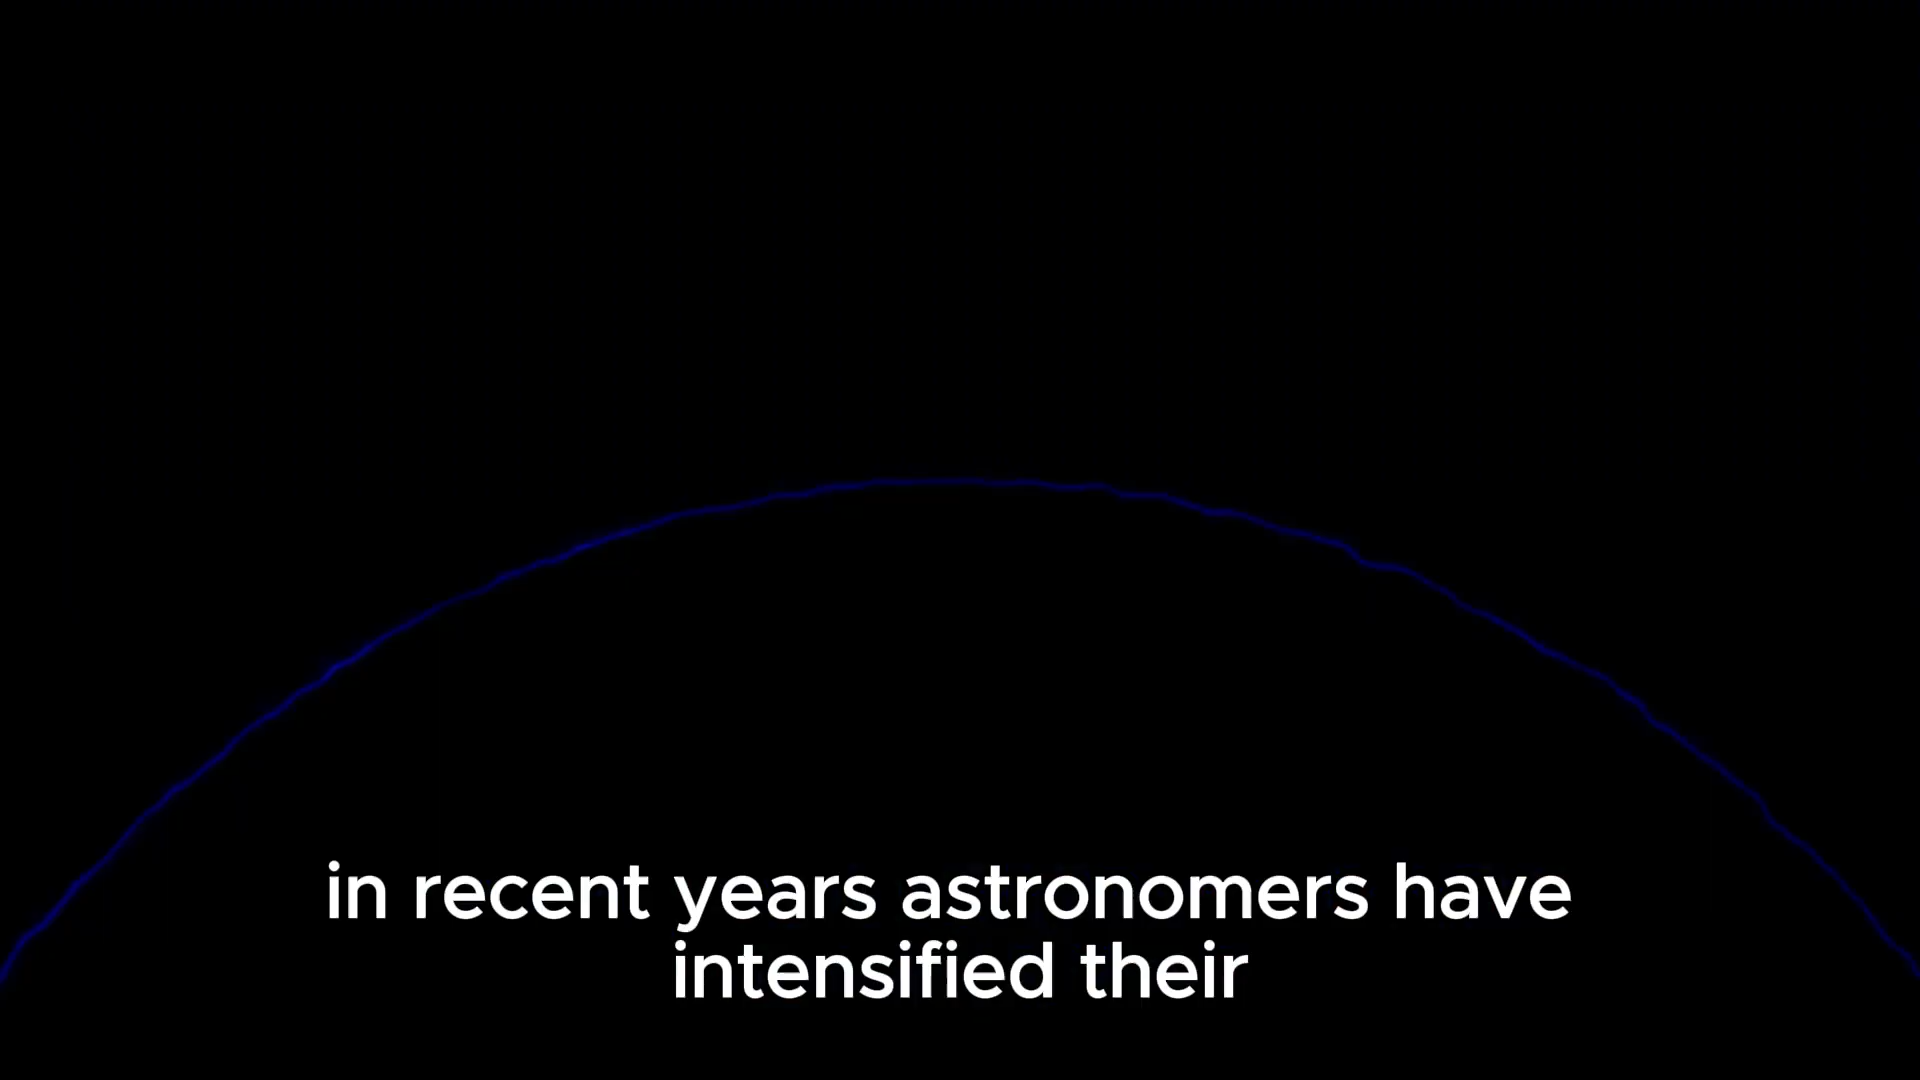 in recent years astronomers have
intensified their